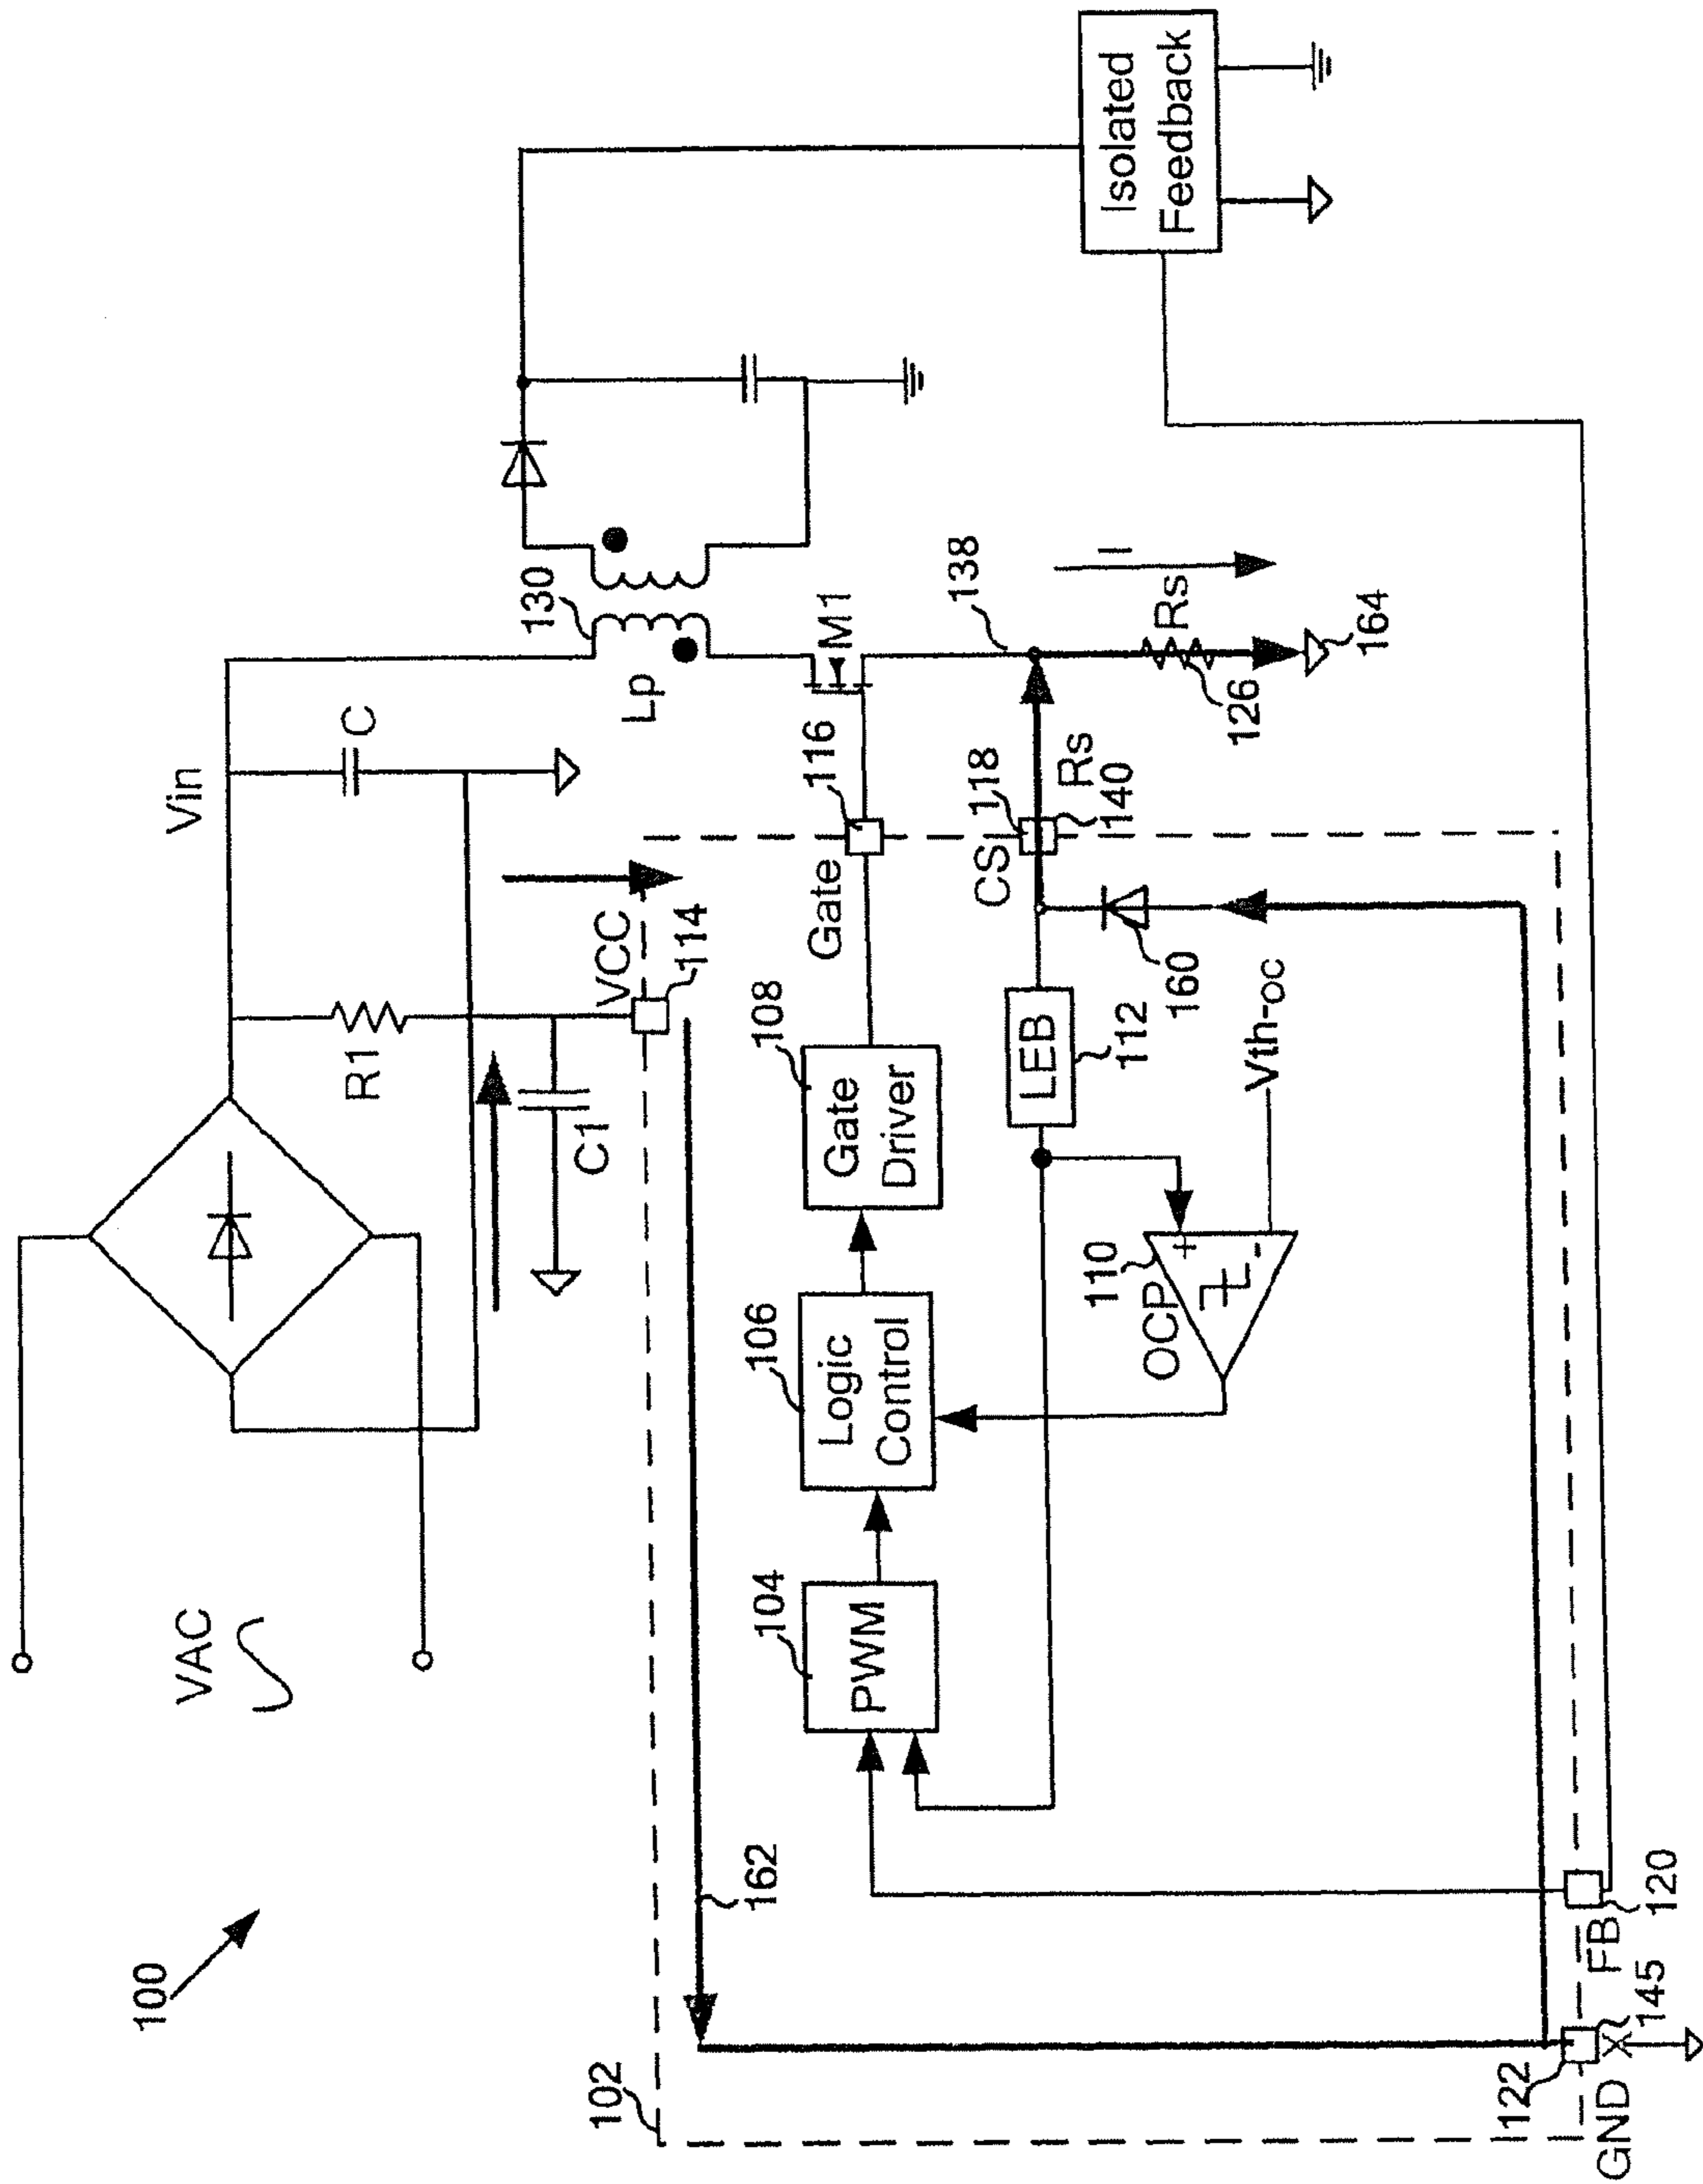 100
VAC
Vin
C
R1
C1
VCC
114
Lp
130
M1
116
Gate
138
I
Rs
126
164
118
CS
Rs
140
160
108
Gate
Driver
106
Logic
Control
104
PWM
LEB
112
Vth-oc
110
OCP
+
-
162
102
122
GND
145
FB
120
Isolated
Feedback